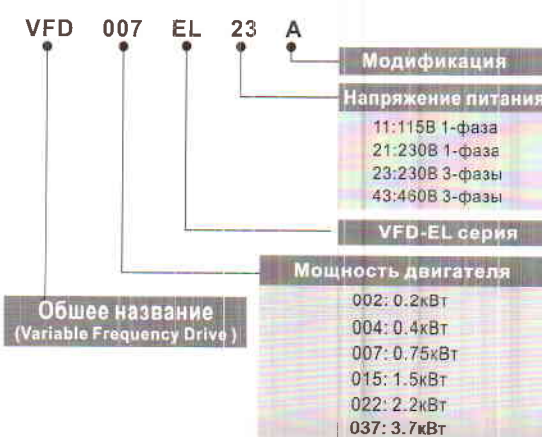 VFD 007 EL 23 A
Модификация
Напряжение питания
11:115В 1-фаза
21:230В 1-фаза
23:230В 3-фазы
43:460В 3-фазы
VFD-EL серия
Мощность двигателя
002: 0.2кВт
004: 0.4кВт
007: 0.75кВт
015: 1.5кВт
022: 2.2кВт
037: 3.7кВт
Обшее название
(Variable Frequency Drive )